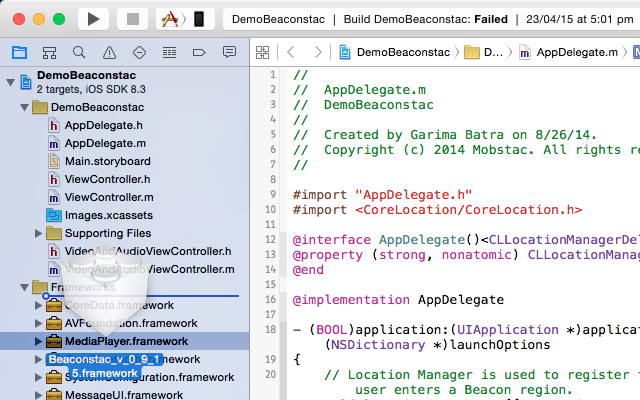 DemoBeaconstac | Build DemoBeaconstac: Failed | 23/04/15 at 5:01 pm
DemoBeaconstac
2 targets, iOS SDK 8.3
DemoBeaconstac
AppDelegate.h
AppDelegate.m
Main.storyboard
ViewController.h
ViewController.m
Images.xcassets
Supporting Files
VideoAndAudioViewController.h
VideoAndAudioViewController.m
Frameworks
CoreData.framework
AVFoundation.framework
MediaPlayer.framework
Beaconstac_v_0_9_1
5.framework
SystemConfiguration.framework
MessageUI.framework
DemoBeaconstac
D...
AppDelegate.m
1 //
2 // AppDelegate.m
3 // DemoBeaconstac
4 //
5 // Created by Garima Batra on 8/26/14.
6 // Copyright (c) 2014 Mobstac. All rights re
7 //
8
9 #import "AppDelegate.h"
10 #import <CoreLocation/CoreLocation.h>
11
12 @interface AppDelegate()<CLLocationManagerDel
13 @property (strong, nonatomic) CLLocationMana
14 @end
15
16 @implementation AppDelegate
17
18 - (BOOL)application:(UIApplication *)applic
(NSDictionary *)launchOptions
19 {
20 // Location Manager is used to register t
user enters a Beacon region.